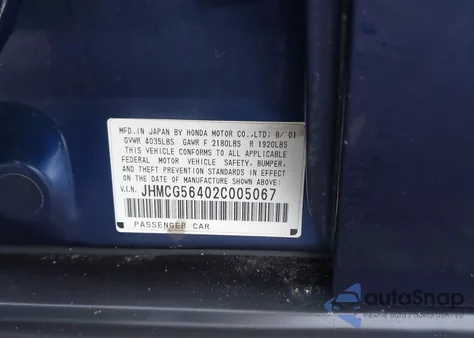 MFD.IN JAPAN BY HONDA MOTOR CO.,LTD: 8/'01
GVWR 4035LBS GAWR F 2180LBS R 1920LBS
THIS VEHICLE CONFORMS TO ALL APPLICABLE
FEDERAL MOTOR VEHICLE SAFETY, BUMPER,
AND THEFT PREVENTION STANDARDS IN EFFECT
ON THE DATE OF MANUFACTURE SHOWN ABOVE.
V.I.N. JHMCG56402C005067
PASSENGER CAR
autoSnap
Pewne auto z